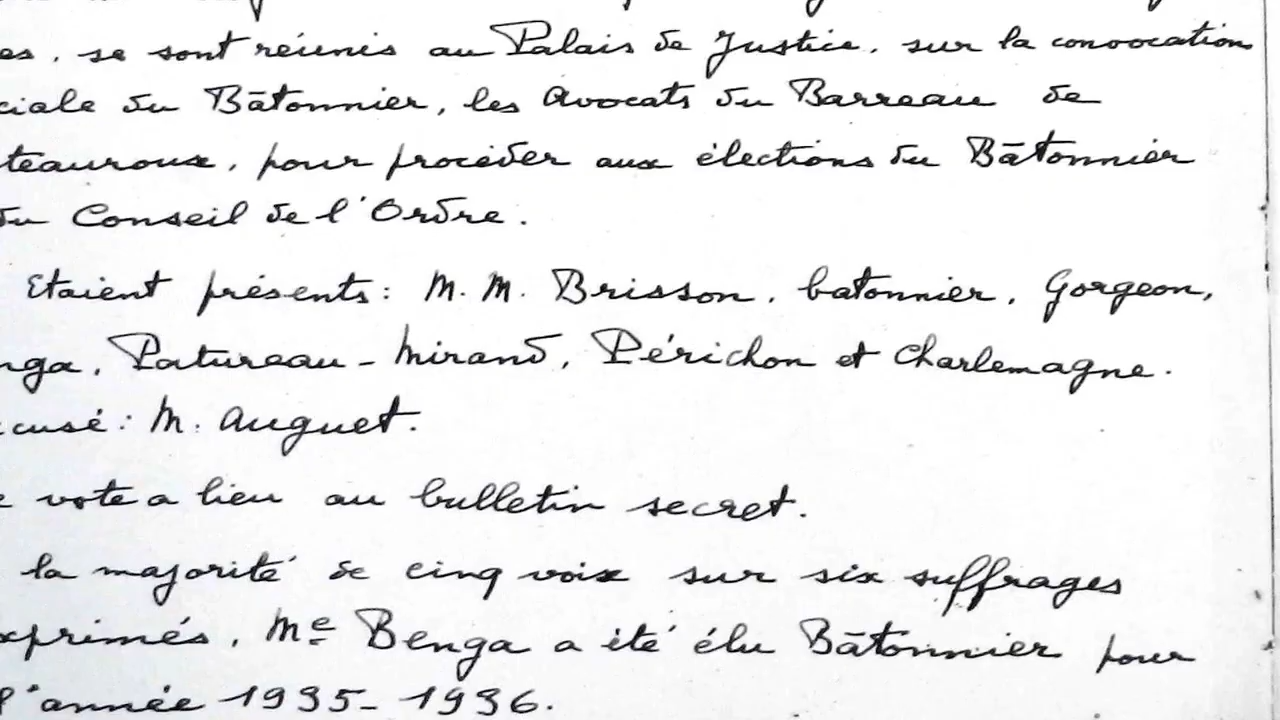 es, se sont réunis au Palais de Justice, sur la convocation
ciale du Bâtonnier, les Avocats du Barreau de
teauroux, pour procéder aux élections du Bâtonnier
du Conseil de l'Ordre.
Etaient présents: M. M. Brisson, batonnier, Gorgeon,
nga, Patureau-Mirand, Périchon et Charlemagne.
cusé: M. Auguet.
e vote a lieu au bulletin secret.
la majorité de cinq voix sur six suffrages
xprimés, Me Benga a été élu Bâtonnier pour
l'année 1935-1936.